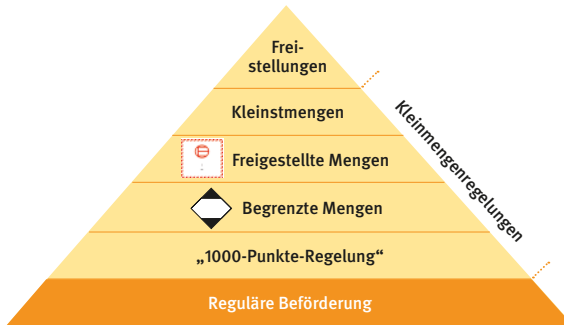 Frei-
stellungen
Kleinstmengen
Freigestellte Mengen
Begrenzte Mengen
„1000-Punkte-Regelung“
Reguläre Beförderung
Kleinmengenregelungen